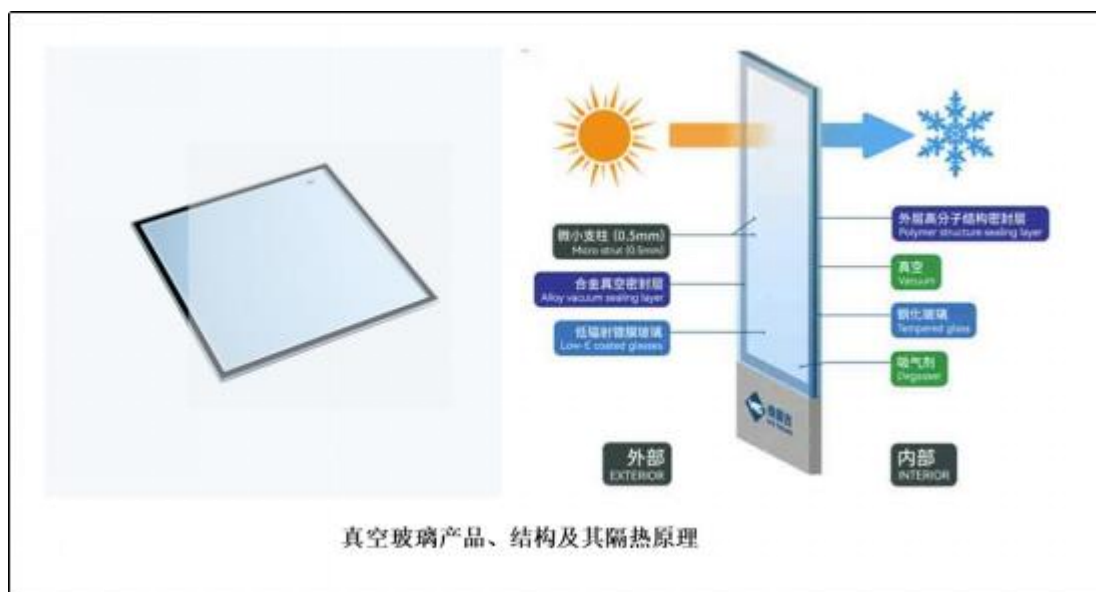 微小支柱 (0.5mm)
Micro strut (0.5mm)
合金真空密封层
Alloy vacuum sealing layer
低辐射镀膜玻璃
Low-E coated glasses
外层高分子结构密封层
Polymer structure sealing layer
真空
Vacuum
钢化玻璃
Tempered glass
吸气剂
Degasser
外部
EXTERIOR
内部
INTERIOR
真空玻璃产品、结构及其隔热原理